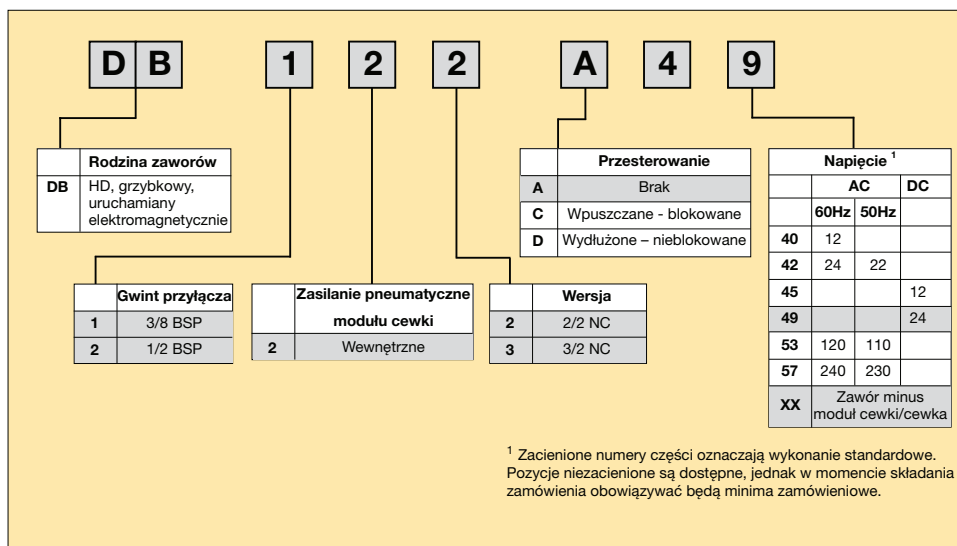 D B 1 2 2 A 4 9
Rodzina zaworów
DB HD, grzybkowy,
uruchamiany
elektromagnetycznie
Gwint przyłącza
1 3/8 BSP
2 1/2 BSP
Zasilanie pneumatyczne
modułu cewki
2 Wewnętrzne
Wersja
2 2/2 NC
3 3/2 NC
Przesterowanie
A Brak
C Wpuszczane - blokowane
D Wydłużone – nieblokowane
Napięcie 1
AC DC
60Hz 50Hz
40 12
42 24 22
45 12
49 24
53 120 110
57 240 230
XX Zawór minus
moduł cewki/cewka
1 Zacienione numery części oznaczają wykonanie standardowe.
Pozycje niezacienione są dostępne, jednak w momencie składania
zamówienia obowiązywać będą minima zamówieniowe.